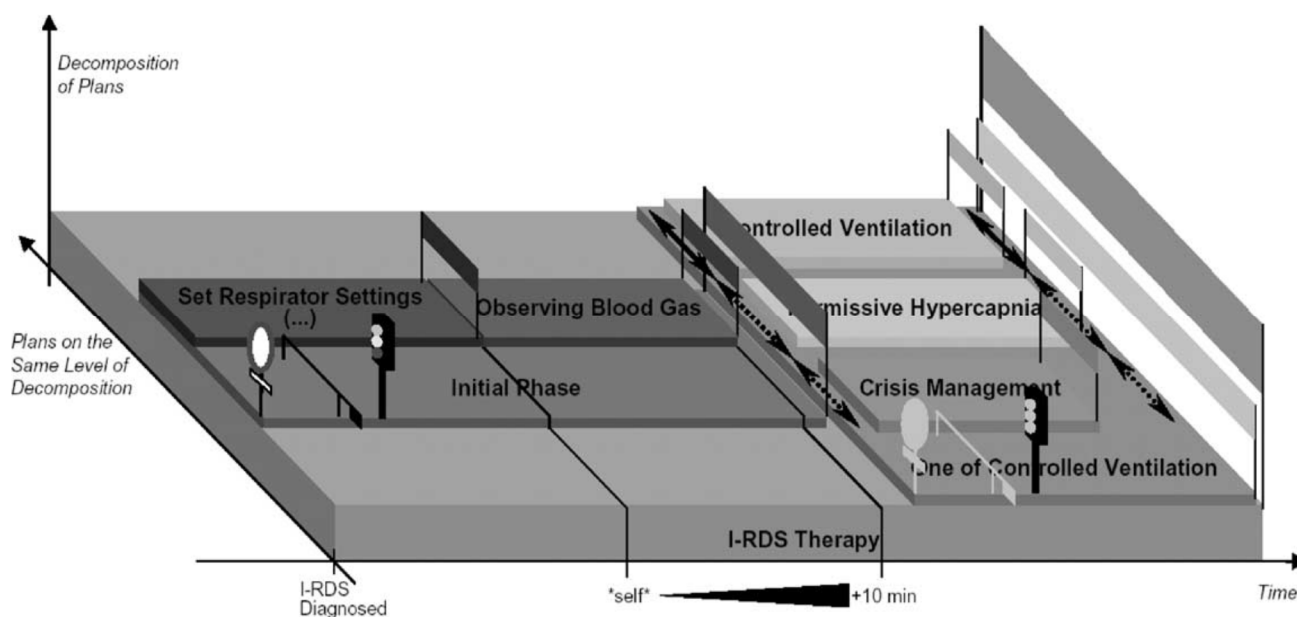 Decomposition
of Plans
ontrolled Ventilation
Set Respirator Settings
(...)
Observing Blood Gas
rmissive Hypercapnia
Plans on the
Same Level of
Decomposition
Initial Phase
Crisis Management
One of Controlled Ventilation
I-RDS Therapy
I-RDS
Diagnosed
*self*
+10 min
Time